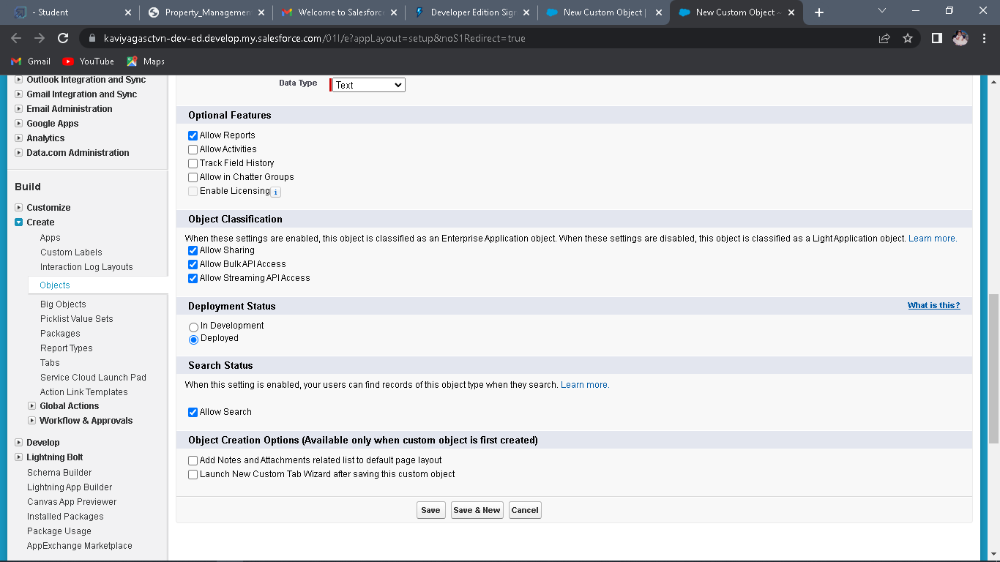 - Student
Property_Managemen
Welcome to Salesforce
Developer Edition Sign
New Custom Object |
New Custom Object ~
kaviyagasctvn-dev-ed.develop.my.salesforce.com/01I/e?appLayout=setup&noS1Redirect=true
Gmail
YouTube
Maps
Outlook Integration and Sync
Gmail Integration and Sync
Email Administration
Google Apps
Analytics
Data.com Administration
Build
Customize
Create
Apps
Custom Labels
Interaction Log Layouts
Objects
Big Objects
Picklist Value Sets
Packages
Report Types
Tabs
Service Cloud Launch Pad
Action Link Templates
Global Actions
Workflow & Approvals
Develop
Lightning Bolt
Schema Builder
Lightning App Builder
Canvas App Previewer
Installed Packages
Package Usage
AppExchange Marketplace
Data Type Text
Optional Features
Allow Reports
Allow Activities
Track Field History
Allow in Chatter Groups
Enable Licensing i
Object Classification
When these settings are enabled, this object is classified as an Enterprise Application object. When these settings are disabled, this object is classified as a Light Application object. Learn more.
Allow Sharing
Allow Bulk API Access
Allow Streaming API Access
Deployment Status What is this?
In Development
Deployed
Search Status
When this setting is enabled, your users can find records of this object type when they search. Learn more.
Allow Search
Object Creation Options (Available only when custom object is first created)
Add Notes and Attachments related list to default page layout
Launch New Custom Tab Wizard after saving this custom object
Save Save & New Cancel